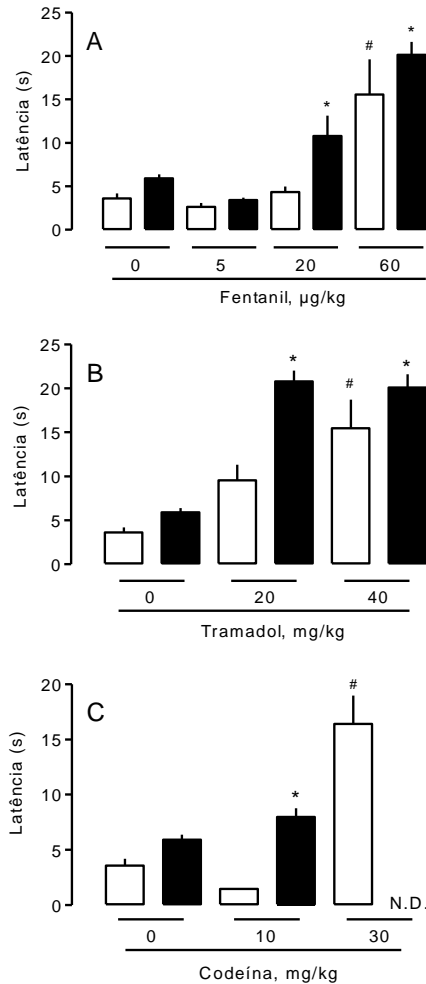 A
Latência (s)
25
20
15
10
5
0
*
#
*
0 5 20 60
Fentanil, µg/kg
B
Latência (s)
25
20
15
10
5
0
*
#
*
0 20 40
Tramadol, mg/kg
C
Latência (s)
20
15
10
5
0
*
#
N.D.
0 10 30
Codeína, mg/kg